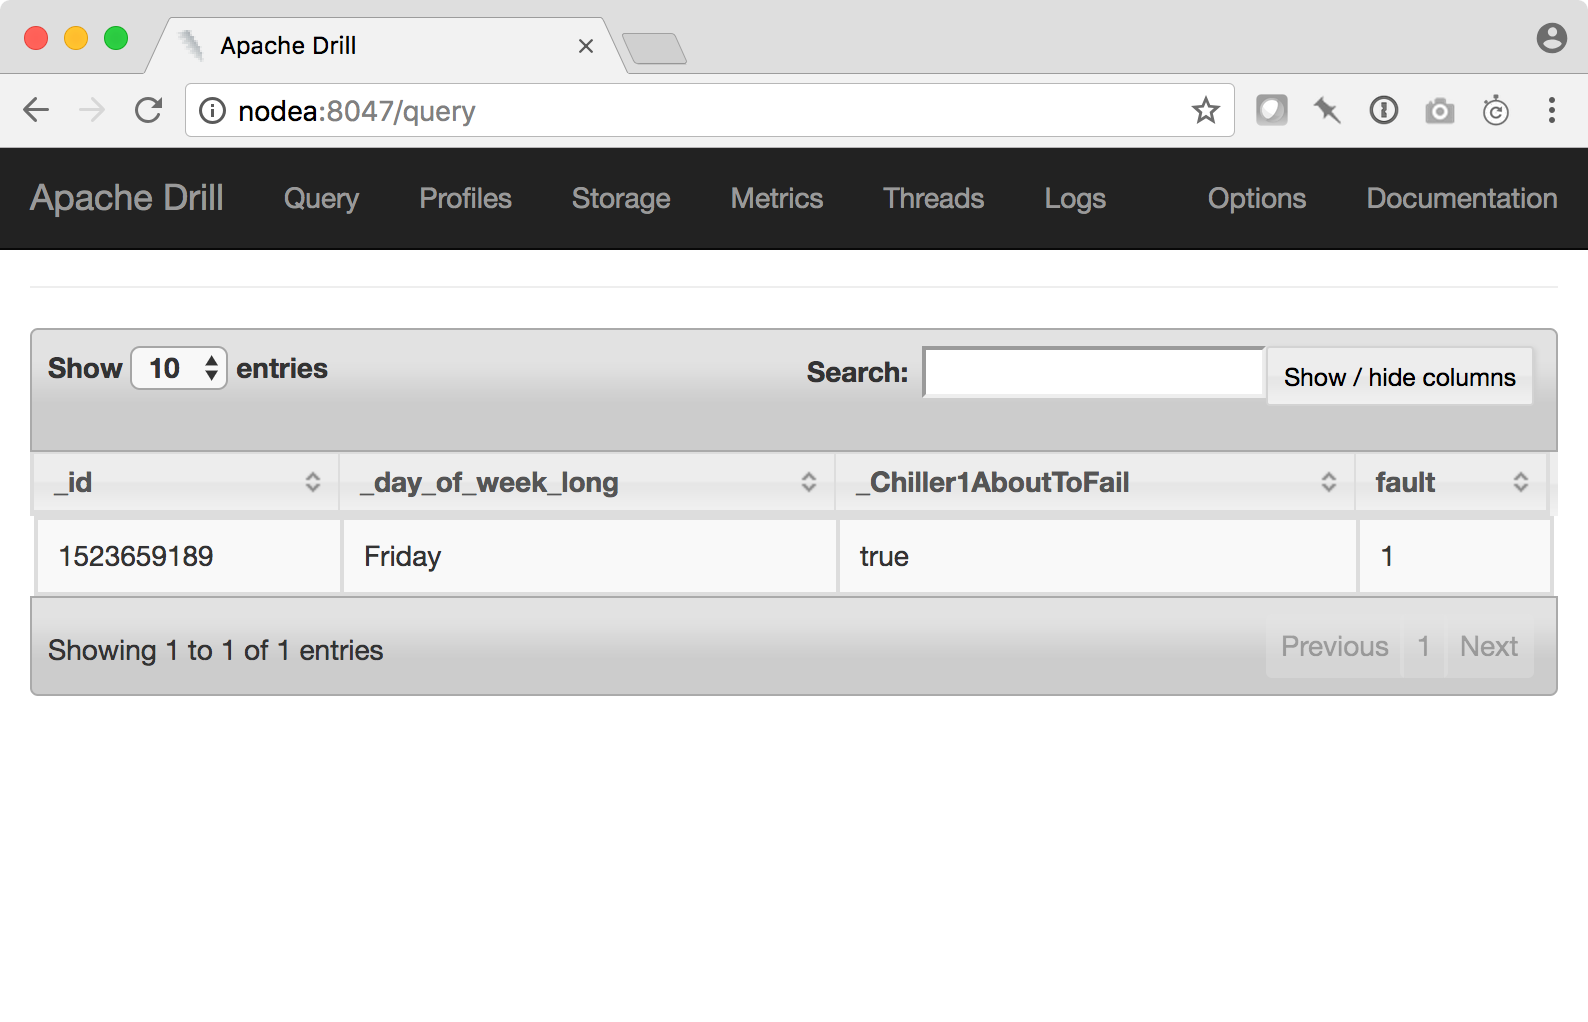 Apache Drill
nodea:8047/query
Apache Drill Query Profiles Storage Metrics Threads Logs Options Documentation
Show 10 entries Search: Show / hide columns
_id _day_of_week_long _Chiller1AboutToFail fault
1523659189 Friday true 1
Showing 1 to 1 of 1 entries Previous 1 Next